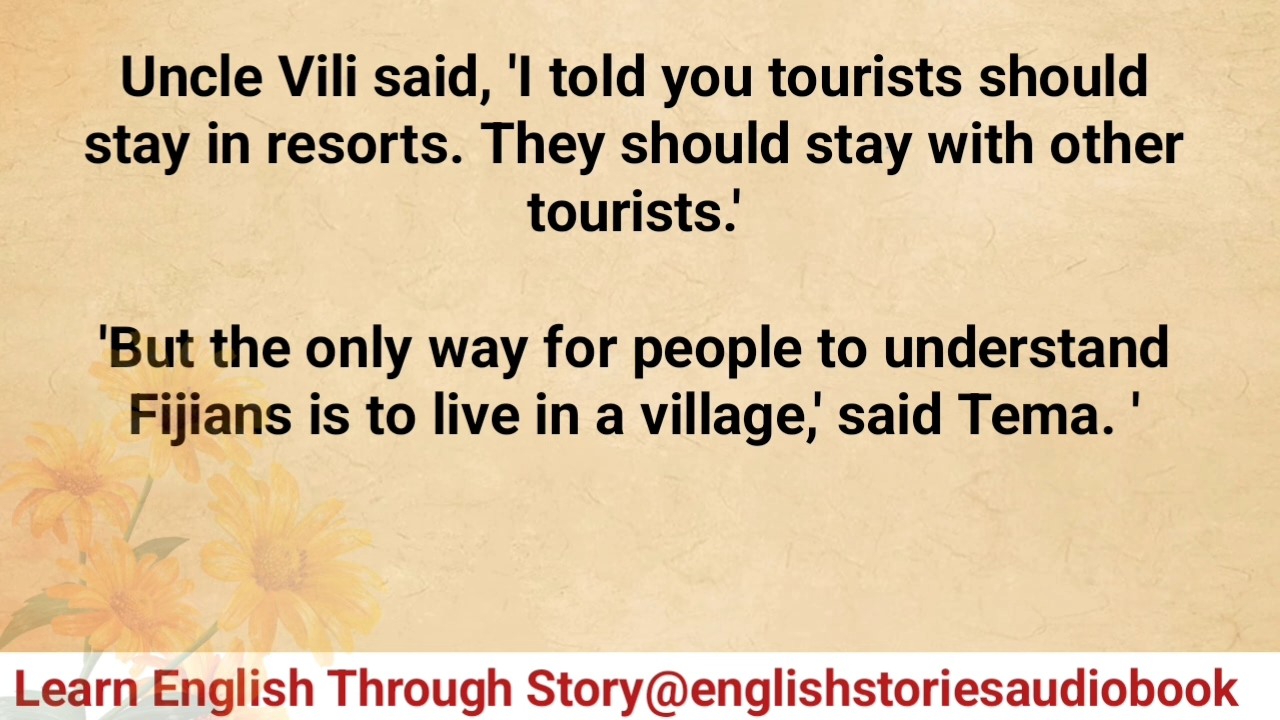 Uncle Vili said, 'I told you tourists should
stay in resorts. They should stay with other
tourists.'
'But the only way for people to understand
Fijians is to live in a village,' said Tema. '
Learn English Through Story@englishstoriesaudiobook